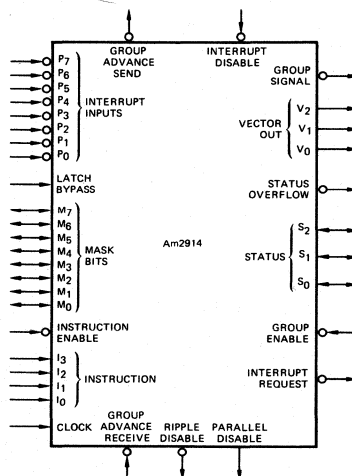 GROUP ADVANCE SEND
INTERRUPT DISABLE
P7
P6
P5
P4
P3
P2
P1
P0
INTERRUPT INPUTS
GROUP SIGNAL
V2
V1
V0
VECTOR OUT
LATCH BYPASS
STATUS OVERFLOW
M7
M6
M5
M4
M3
M2
M1
M0
MASK BITS
Am2914
S2
S1
S0
STATUS
INSTRUCTION ENABLE
GROUP ENABLE
I3
I2
I1
I0
INSTRUCTION
INTERRUPT REQUEST
CLOCK
GROUP ADVANCE RECEIVE
RIPPLE DISABLE
PARALLEL DISABLE